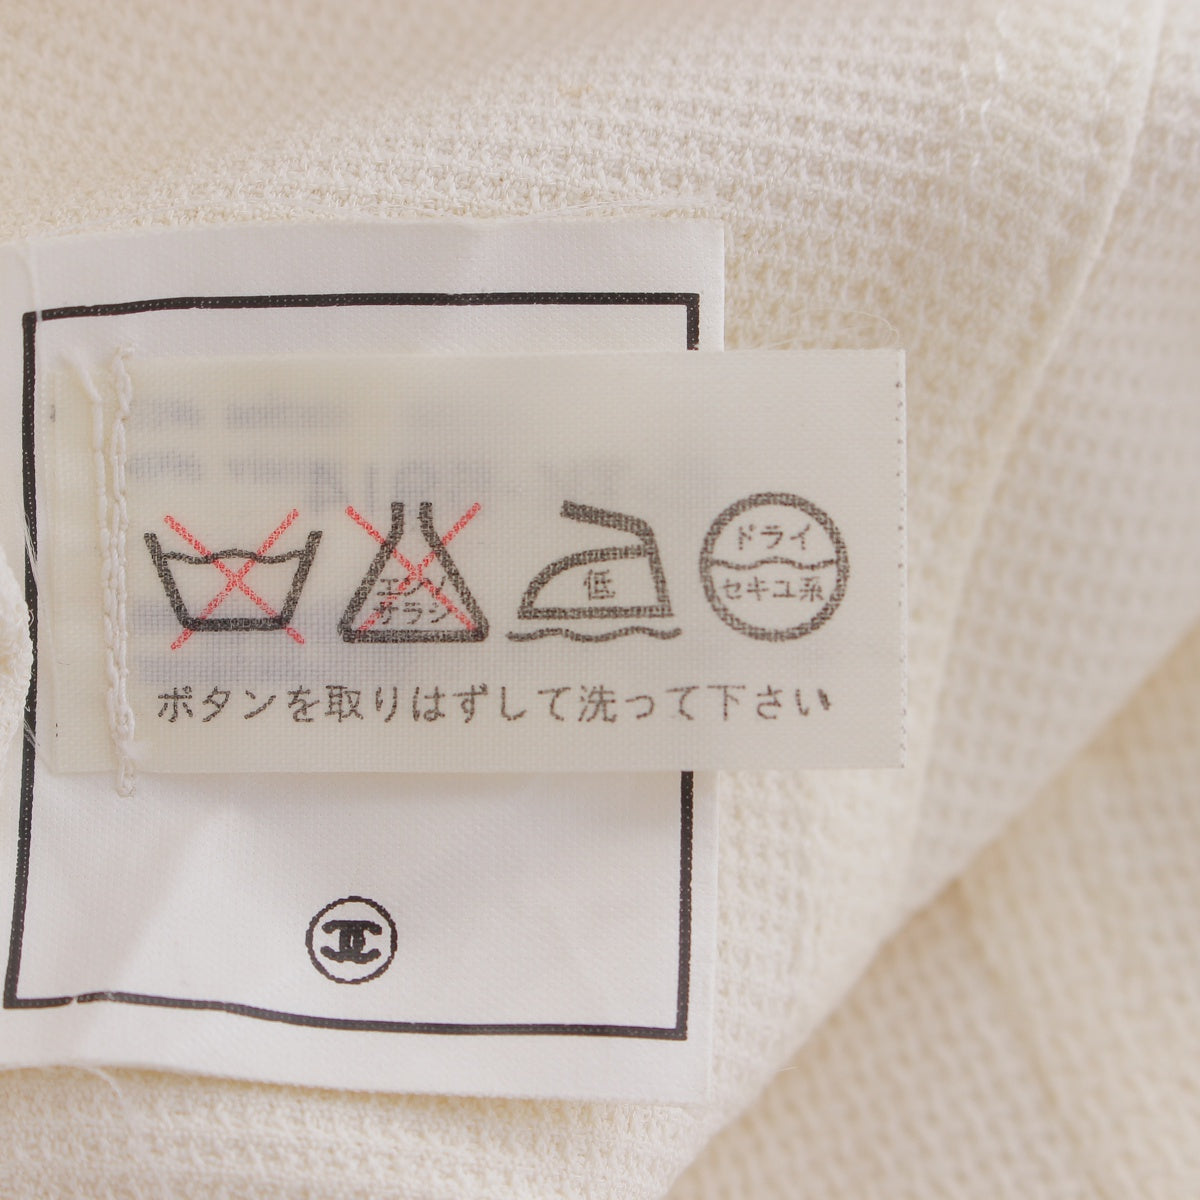 エンソ
サラシ
低
ドライ
セキユ系
ボタンを取りはずして洗って下さい